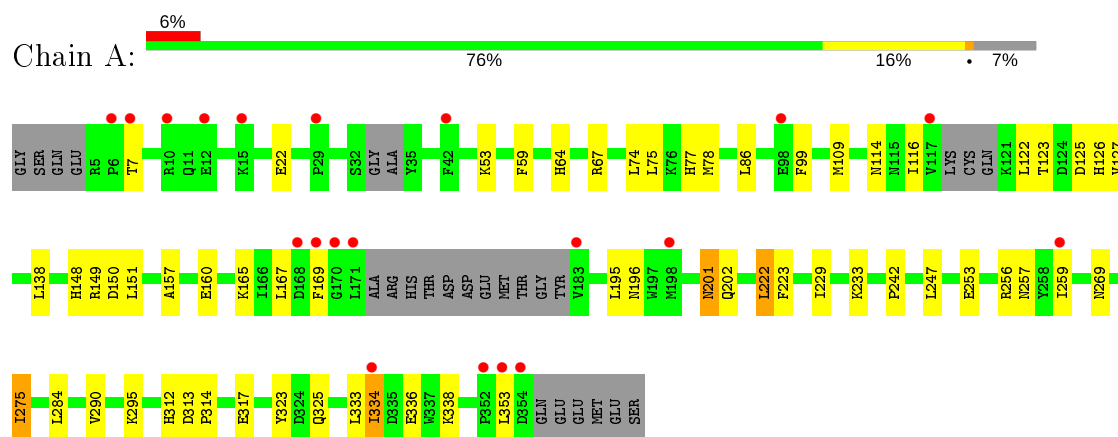 6%
Chain A:
76% 16% • 7%
GLY SER GLN GLU R5 P6 T7 R10 Q11 E12 K15 E22 P29 S32 GLY ALA Y35 F42 K53 F59 H64 R67 L74 L75 K76 H77 M78 L86 E98 F99 M109 N114 N115 I116 V117 LYS CYS GLN K121 L122 T123 D124 D125 H126 V127
L138 H148 R149 D150 L151 A157 E160 K165 I166 L167 D168 F169 G170 L171 ALA ARG HIS THR ASP ASP GLU MET THR GLY TYR V183 L195 N196 W197 M198 N201 Q202 L222 F223 I229 K233 P242 L247 E253 R256 N257 Y258 I259 N269
I275 L284 V290 K295 H312 D313 P314 E317 Y323 D324 Q325 L333 I334 D335 E336 W337 K338 P352 L353 D354 GLN GLU GLU MET GLU SER